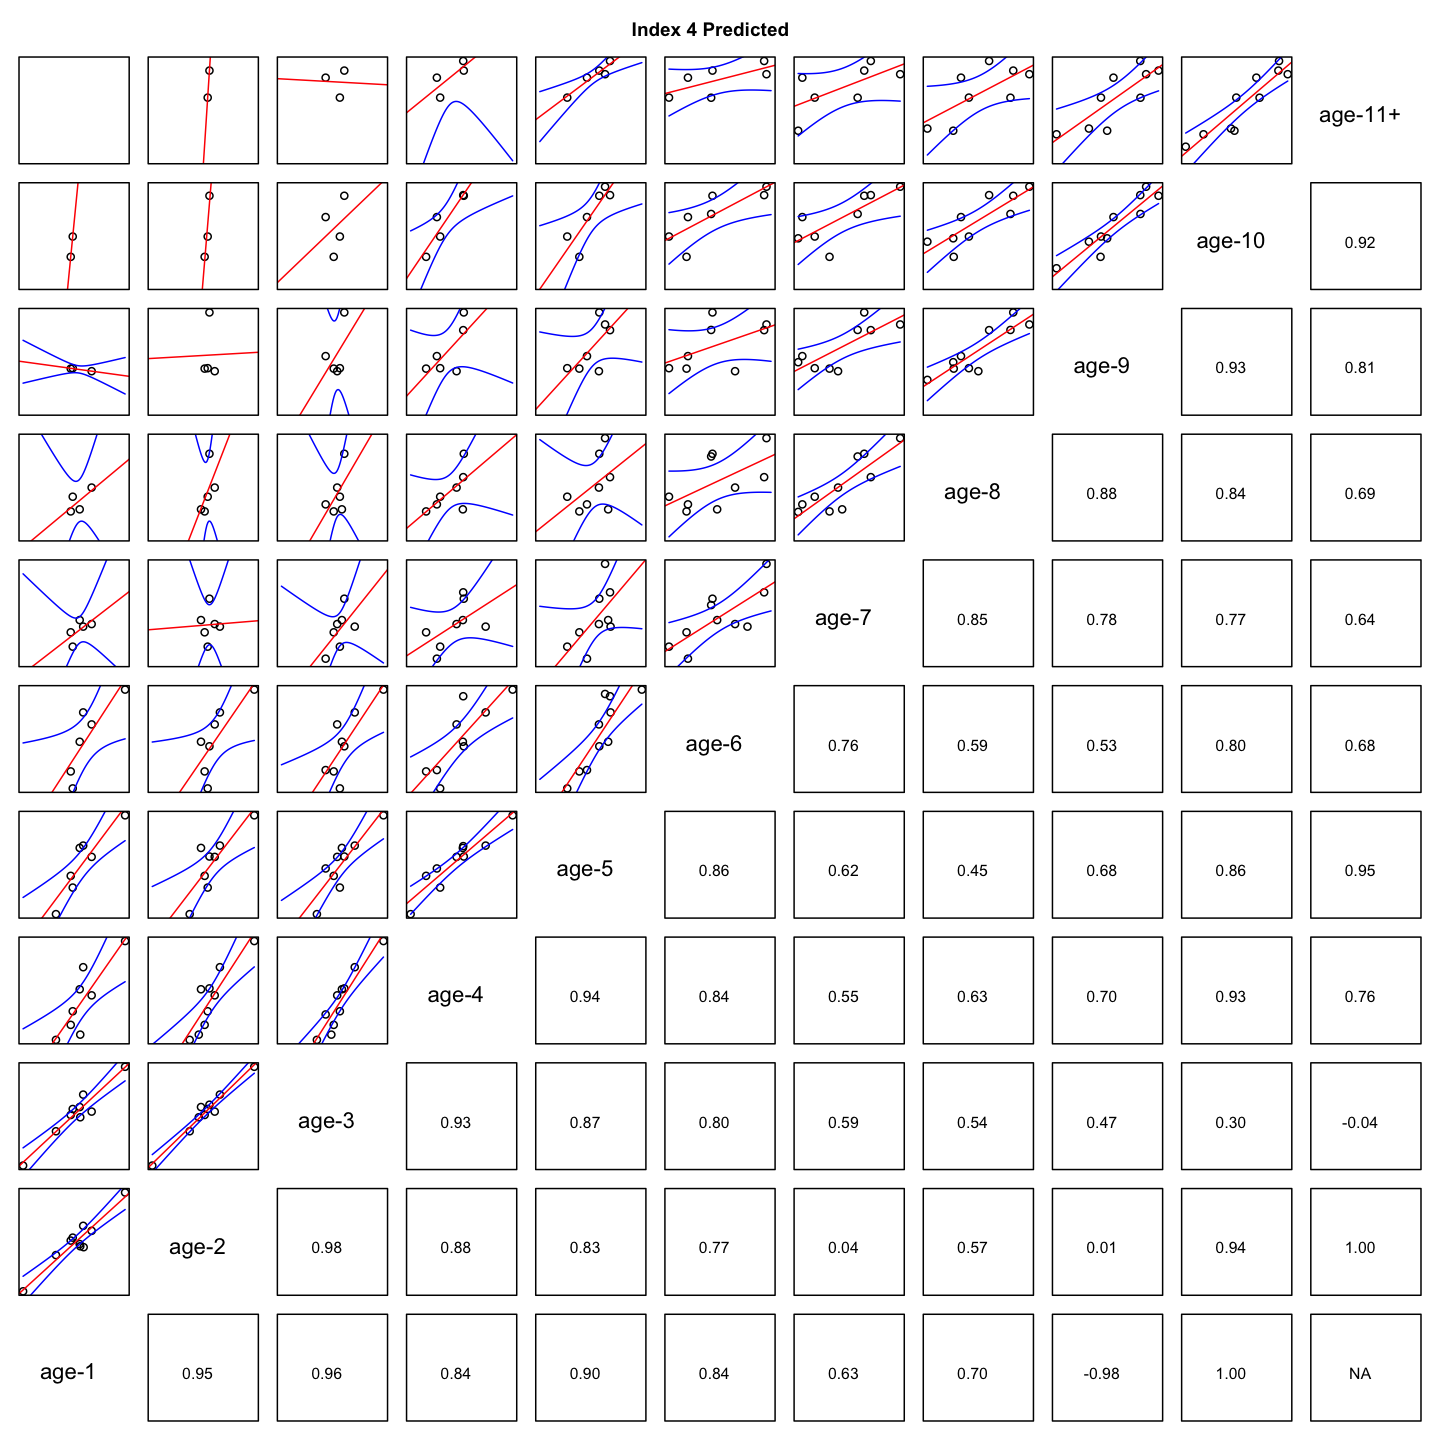 Index 4 Predicted
age-11+
age-10
0.92
age-9
0.93 0.81
age-8
0.88 0.84 0.69
age-7
0.85 0.78 0.77 0.64
age-6
0.76 0.59 0.53 0.80 0.68
age-5
0.86 0.62 0.45 0.68 0.86 0.95
age-4
0.94 0.84 0.55 0.63 0.70 0.93 0.76
age-3
0.93 0.87 0.80 0.59 0.54 0.47 0.30 -0.04
age-2
0.98 0.88 0.83 0.77 0.04 0.57 0.01 0.94 1.00
age-1
0.95 0.96 0.84 0.90 0.84 0.63 0.70 -0.98 1.00 NA